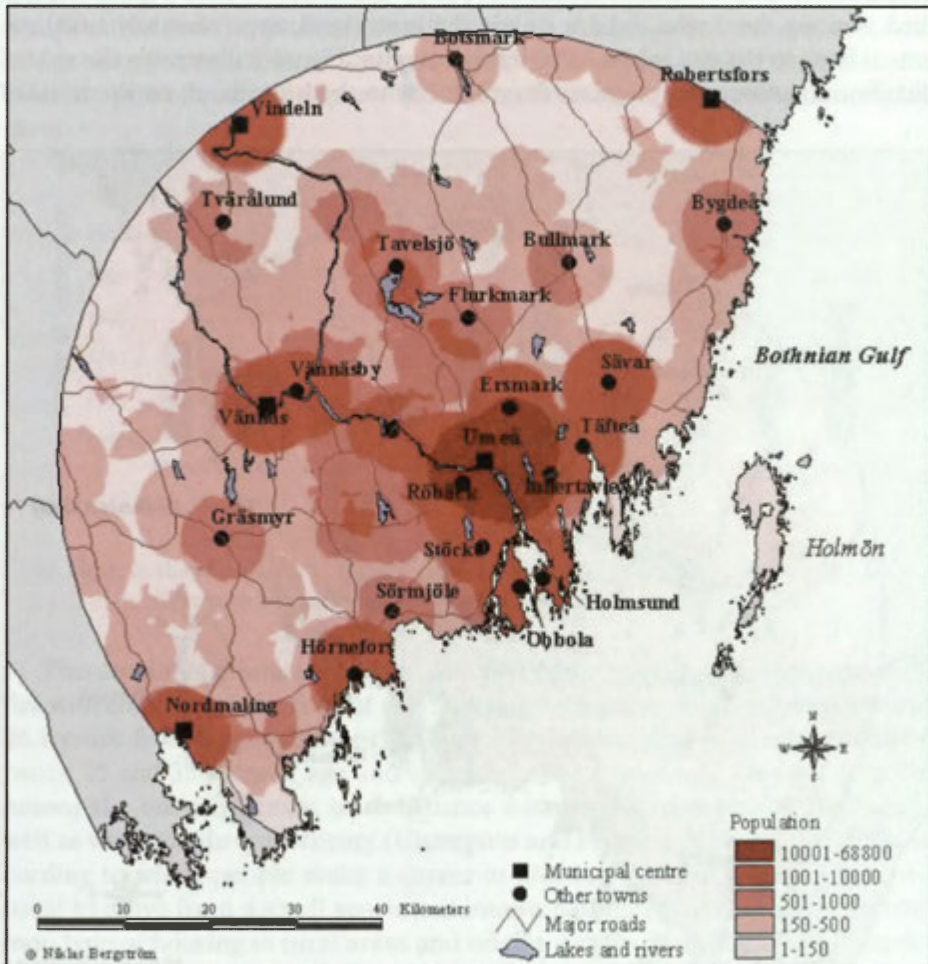 Botsmark
Robertsfors
Vindeln
Tvärålund
Bygdeå
Tavelsjö
Bullmark
Flurkmark
Bothnian Gulf
Vännäsby
Ersmark
Sävar
Vännäs
Umeå
Täfteå
Röbäck
Innertavle
Gräsmyr
Stöcke
Holmön
Sörmjöle
Holmsund
Obbola
Hörnefors
Nordmaling
N
W E
S
Population
10001-68800
1001-10000
501-1000
150-500
1-150
Municipal centre
Other towns
Major roads
Lakes and rivers
0 10 20 30 40 Kilometers
© Niklas Bergström